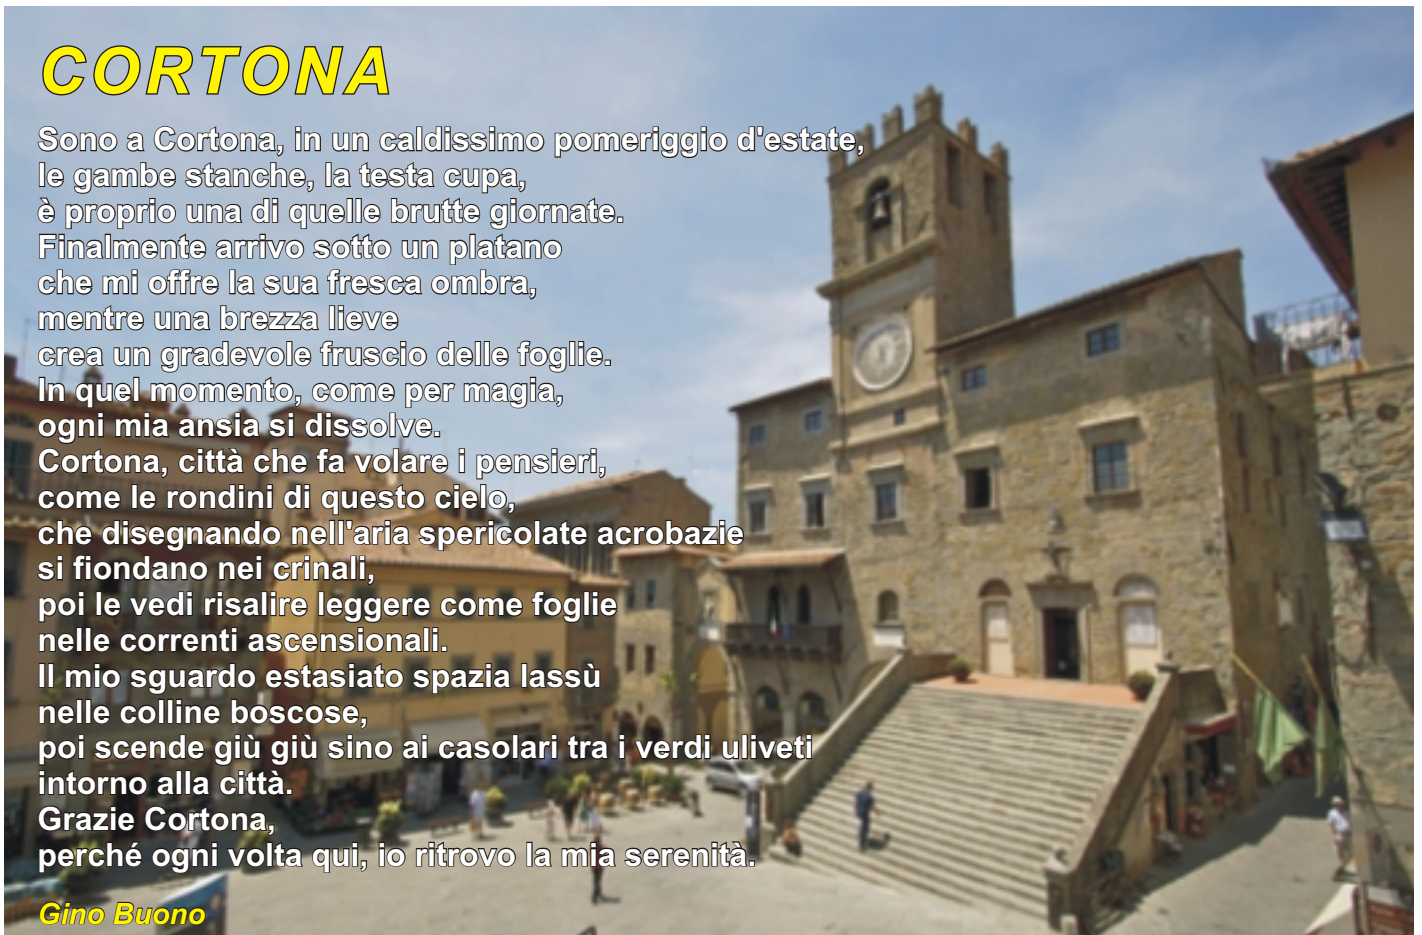 CORTONA
Sono a Cortona, in un caldissimo pomeriggio d'estate,
le gambe stanche, la testa cupa,
è proprio una di quelle brutte giornate.
Finalmente arrivo sotto un platano
che mi offre la sua fresca ombra,
mentre una brezza lieve
crea un gradevole fruscio delle foglie.
In quel momento, come per magia,
ogni mia ansia si dissolve.
Cortona, città che fa volare i pensieri,
come le rondini di questo cielo,
che disegnando nell'aria spericolate acrobazie
si fiondano nei crinali,
poi le vedi risalire leggere come foglie
nelle correnti ascensionali.
Il mio sguardo estasiato spazia lassù
nelle colline boscose,
poi scende giù giù sino ai casolari tra i verdi uliveti
intorno alla città.
Grazie Cortona,
perché ogni volta qui, io ritrovo la mia serenità.
Gino Buono